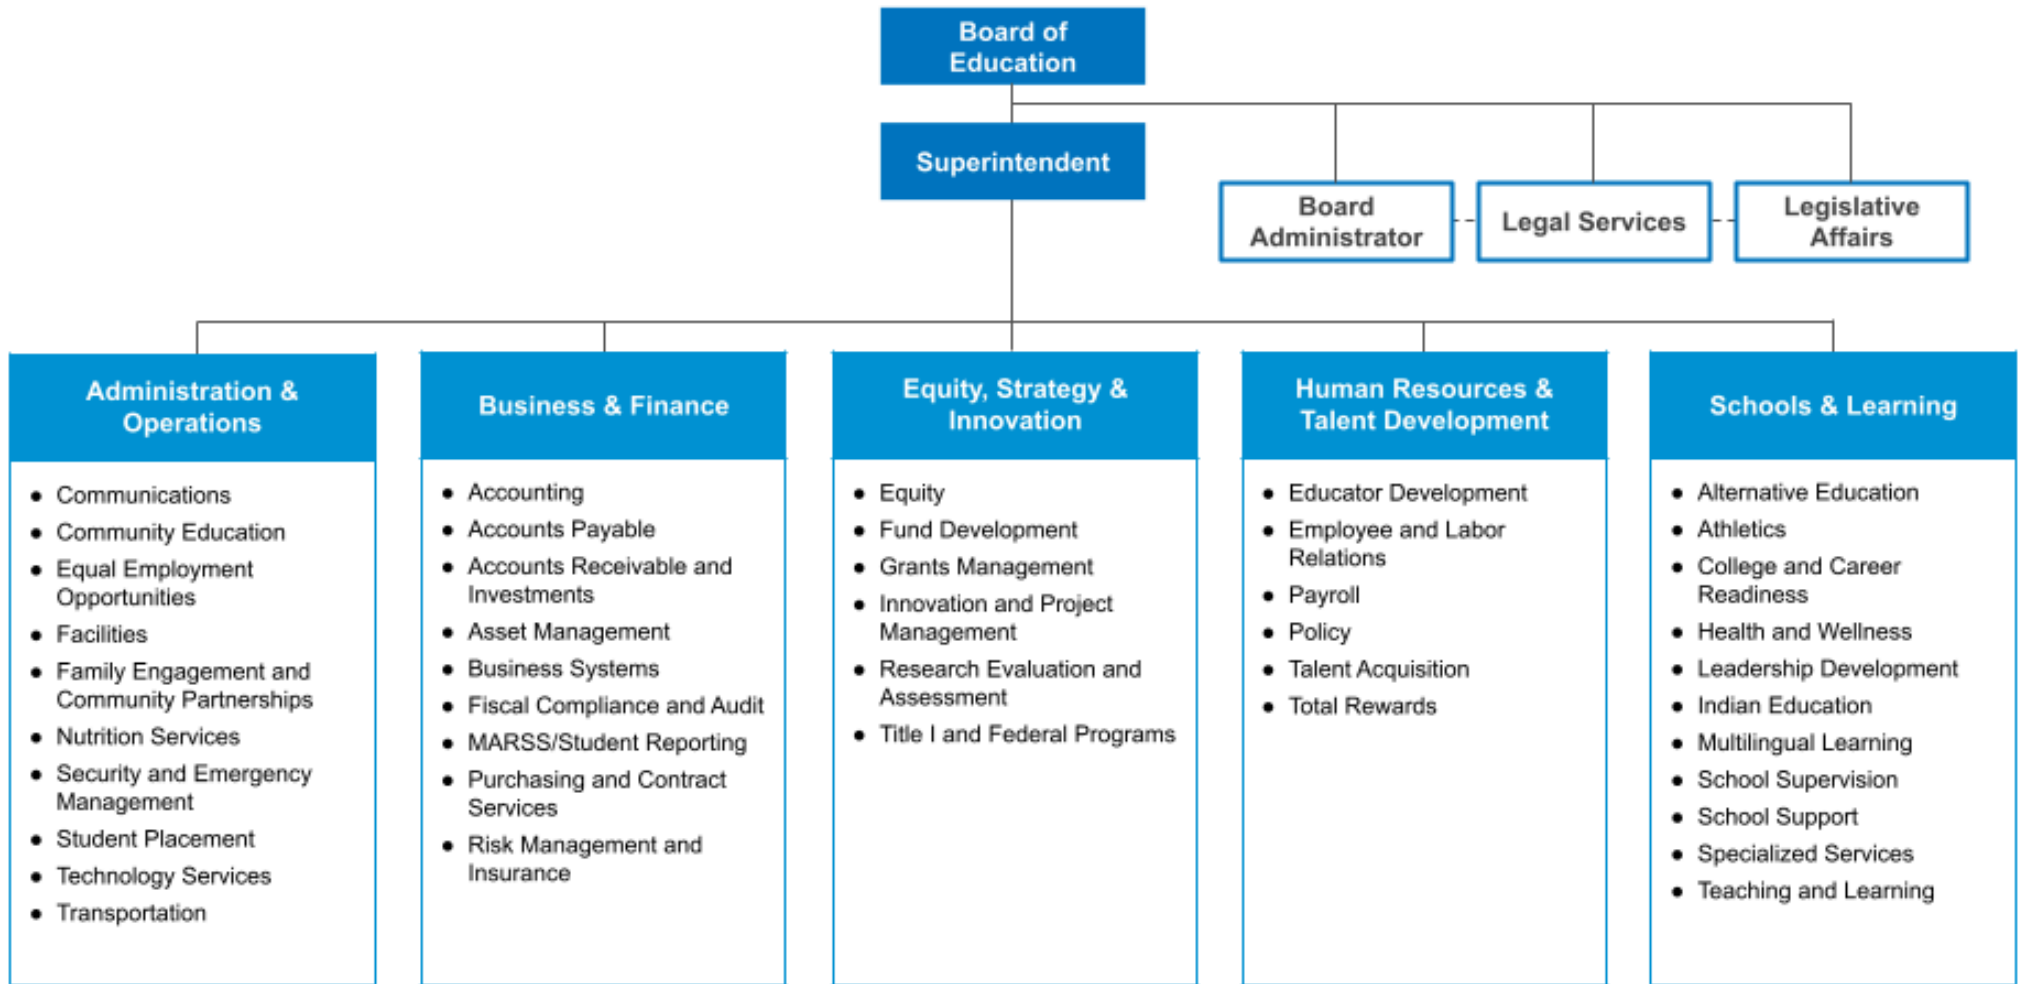 Board of
Education
Superintendent
Board
Administrator
Legal Services
Legislative
Affairs
Administration &
Operations
● Communications
● Community Education
● Equal Employment
Opportunities
● Facilities
● Family Engagement and
Community Partnerships
● Nutrition Services
● Security and Emergency
Management
● Student Placement
● Technology Services
● Transportation
Business & Finance
● Accounting
● Accounts Payable
● Accounts Receivable and
Investments
● Asset Management
● Business Systems
● Fiscal Compliance and Audit
● MARSS/Student Reporting
● Purchasing and Contract
Services
● Risk Management and
Insurance
Equity, Strategy &
Innovation
● Equity
● Fund Development
● Grants Management
● Innovation and Project
Management
● Research Evaluation and
Assessment
● Title I and Federal Programs
Human Resources &
Talent Development
● Educator Development
● Employee and Labor
Relations
● Payroll
● Policy
● Talent Acquisition
● Total Rewards
Schools & Learning
● Alternative Education
● Athletics
● College and Career
Readiness
● Health and Wellness
● Leadership Development
● Indian Education
● Multilingual Learning
● School Supervision
● School Support
● Specialized Services
● Teaching and Learning